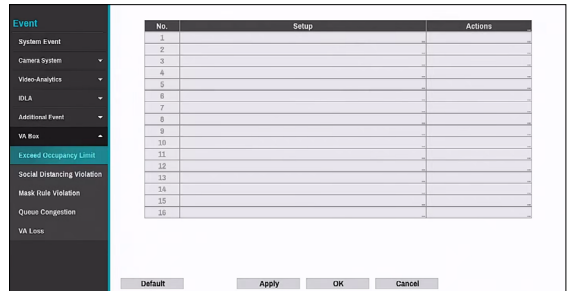 Event
System Event
Camera System
Video-Analytics
IDLA
Additional Event
VA Box
Exceed Occupancy Limit
Social Distancing Violation
Mask Rule Violation
Queue Congestion
VA Loss
No. Setup Actions ...
1 ... ...
2 ... ...
3 ... ...
4 ... ...
5 ... ...
6 ... ...
7 ... ...
8 ... ...
9 ... ...
10 ... ...
11 ... ...
12 ... ...
13 ... ...
14 ... ...
15 ... ...
16 ... ...
Default Apply OK Cancel